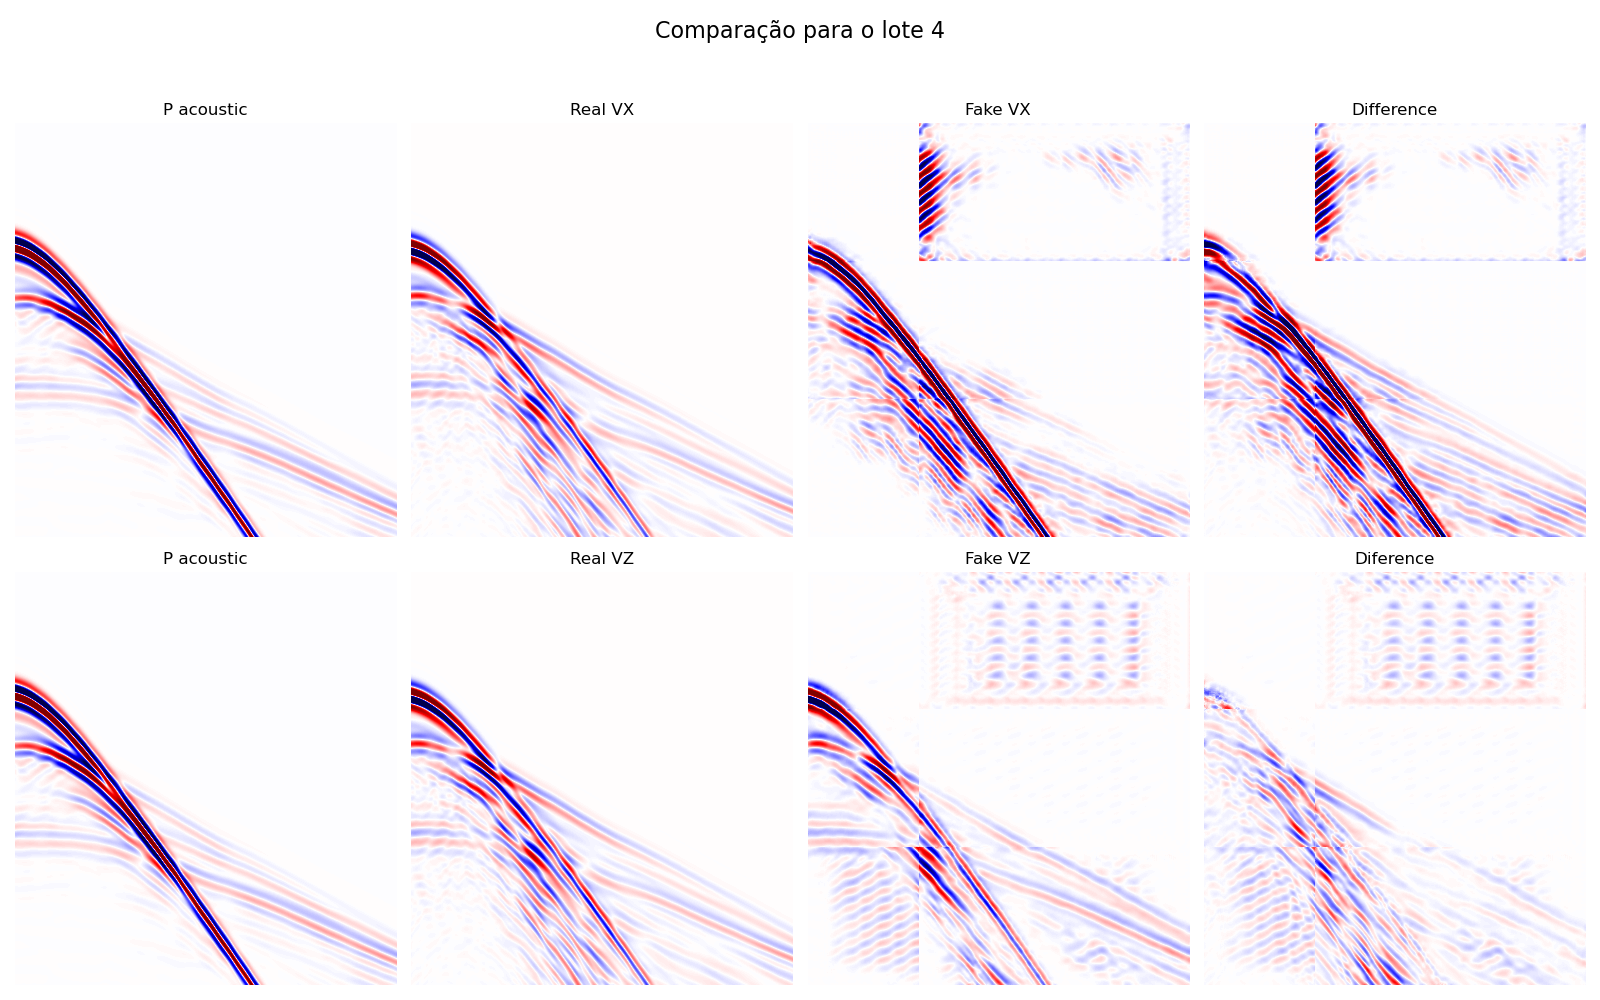 Comparação para o lote 4
P acoustic
Real VX
Fake VX
Difference
P acoustic
Real VZ
Fake VZ
Diference